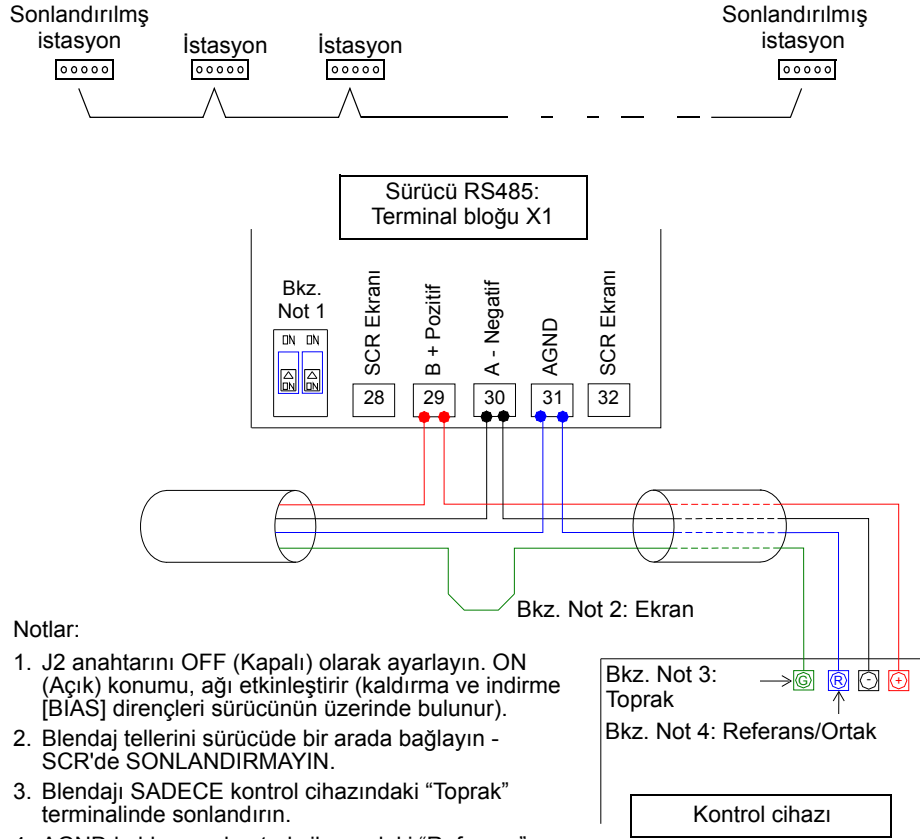 Sonlandırılmş
istasyon
İstasyon
İstasyon
Sonlandırılmış
istasyon
Sürücü RS485:
Terminal bloğu X1
Bkz.
Not 1
ON ON
ON ON
SCR Ekranı
B + Pozitif
A - Negatif
AGND
SCR Ekranı
28
29
30
31
32
Bkz. Not 2: Ekran
Notlar:
1. J2 anahtarını OFF (Kapalı) olarak ayarlayın. ON
(Açık) konumu, ağı etkinleştirir (kaldırma ve indirme
[BIAS] dirençleri sürücünün üzerinde bulunur).
2. Blendaj tellerini sürücüde bir arada bağlayın -
SCR'de SONLANDIRMAYIN.
3. Blendajı SADECE kontrol cihazındaki “Toprak”
terminalinde sonlandırın.
Bkz. Not 3:
Toprak
G R - +
Bkz. Not 4: Referans/Ortak
Kontrol cihazı